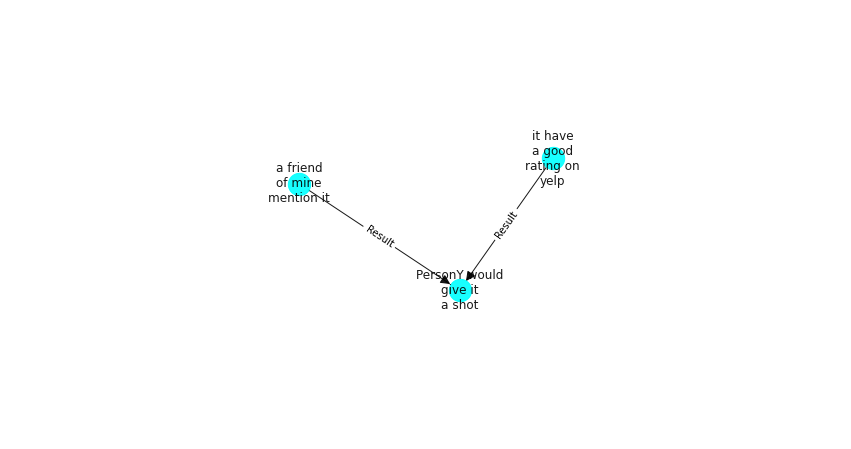 it have
a good
rating on
yelp
a friend
of mine
mention it
Result
Result
PersonY would
give it
a shot